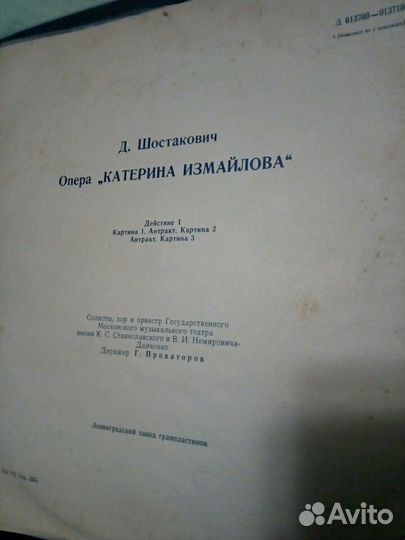 Д 013709—013710
Д. Шостакович
Опера „КАТЕРИНА ИЗМАЙЛОВА“
Действие I
Картина 1. Антракт. Картина 2
Антракт. Картина 3
Солисты, хор и оркестр Государственного
Московского музыкального театра
имени К. С. Станиславского и В. И. Немировича-
Данченко
Дирижер Г. Проваторов
Ленинградский завод грампластинок
Avito